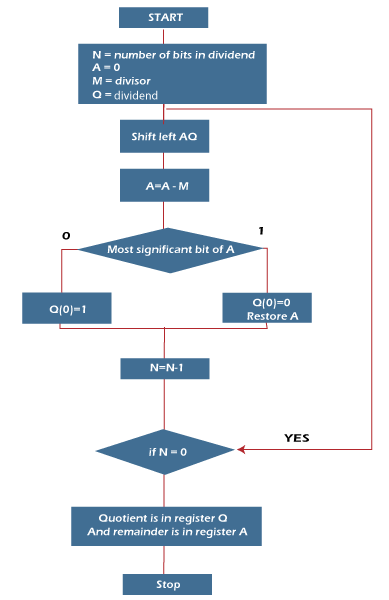 START
N = number of bits in dividend
A = 0
M = divisor
Q = dividend
Shift left AQ
A=A - M
0
1
Most significant bit of A
Q(0)=1
Q(0)=0
Restore A
N=N-1
YES
if N = 0
Quotient is in register Q
And remainder is in register A
Stop